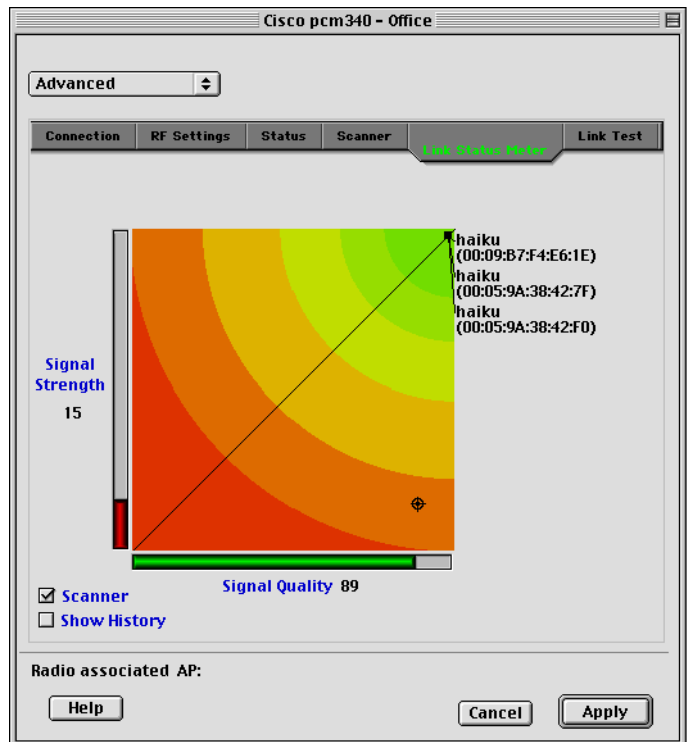 Cisco pcm340 - Office
Advanced
Connection
RF Settings
Status
Scanner
Link Status Meter
Link Test
haiku
(00:09:B7:F4:E6:1E)
haiku
(00:05:9A:38:42:7F)
haiku
(00:05:9A:38:42:F0)
Signal
Strength
15
Signal Quality 89
Scanner
Show History
Radio associated AP:
Help
Cancel
Apply